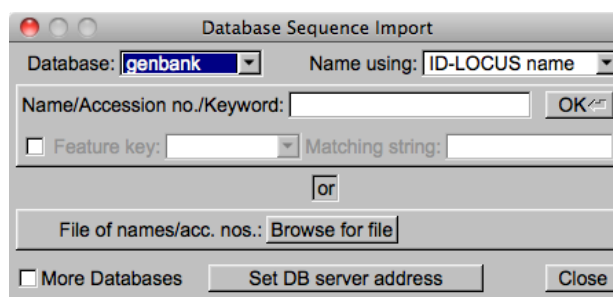 Database Sequence Import
Database: genbank Name using: ID-LOCUS name
Name/Accession no./Keyword: OK
Feature key: Matching string:
or
File of names/acc. nos.: Browse for file
More Databases Set DB server address Close